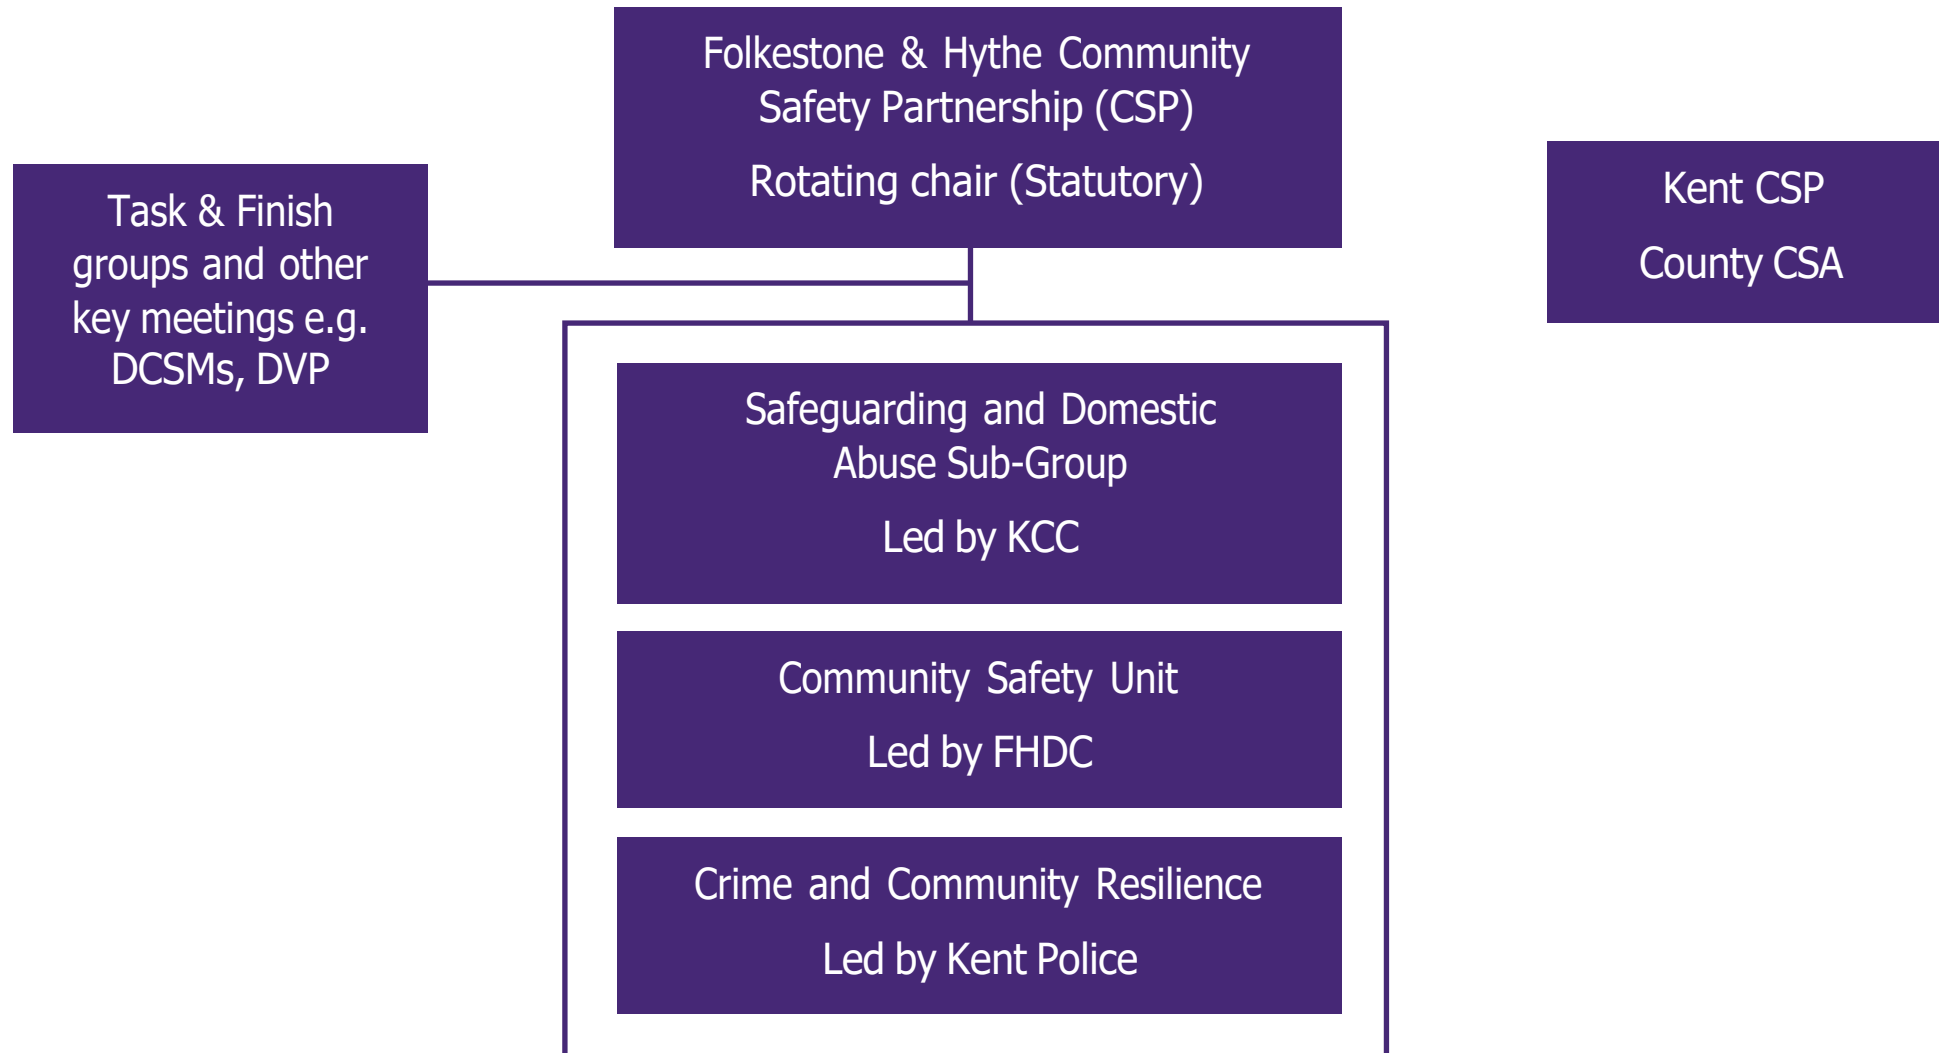 Folkestone & Hythe Community
Safety Partnership (CSP)
Rotating chair (Statutory)
Task & Finish
groups and other
key meetings e.g.
DCSMs, DVP
Kent CSP
County CSA
Safeguarding and Domestic
Abuse Sub-Group
Led by KCC
Community Safety Unit
Led by FHDC
Crime and Community Resilience
Led by Kent Police